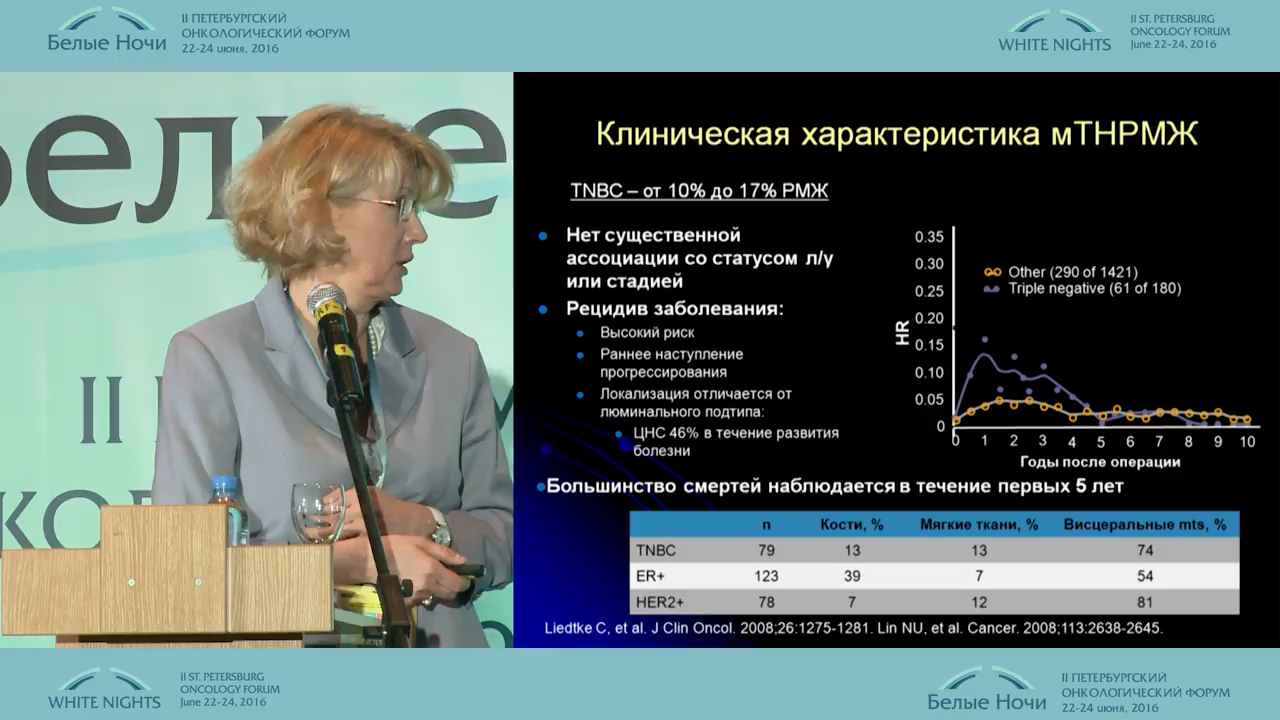 Белые Ночи
II ПЕТЕРБУРГСКИЙ
ОНКОЛОГИЧЕСКИЙ ФОРУМ
22-24 июня, 2016
WHITE NIGHTS
II ST. PETERSBURG
ONCOLOGY FORUM
June 22-24, 2016
Клиническая характеристика мТНРМЖ
TNBC – от 10% до 17% РМЖ
Нет существенной
ассоциации со статусом л/у
или стадией
Рецидив заболевания:
Высокий риск
Раннее наступление
прогрессирования
Локализация отличается от
люминального подтипа:
ЦНС 46% в течение развития
болезни
HR
0.35
0.30
0.25
0.20
0.15
0.10
0.05
0
Other (290 of 1421)
Triple negative (61 of 180)
0 1 2 3 4 5 6 7 8 9 10
Годы после операции
Большинство смертей наблюдается в течение первых 5 лет
n Кости, % Мягкие ткани, % Висцеральные mts, %
TNBC 79 13 13 74
ER+ 123 39 7 54
HER2+ 78 7 12 81
Liedtke C, et al. J Clin Oncol. 2008;26:1275-1281. Lin NU, et al. Cancer. 2008;113:2638-2645.
WHITE NIGHTS
II ST. PETERSBURG
ONCOLOGY FORUM
June 22-24, 2016
Белые Ночи
II ПЕТЕРБУРГСКИЙ
ОНКОЛОГИЧЕСКИЙ ФОРУМ
22-24 июня, 2016